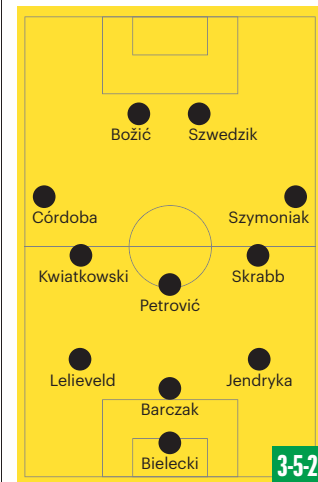 Božić Szwedzik
Córdoba Szymoniak
Kwiatkowski Skrabb
Petrović
Lelieveld Jendryka
Barczak
Bielecki
3-5-2